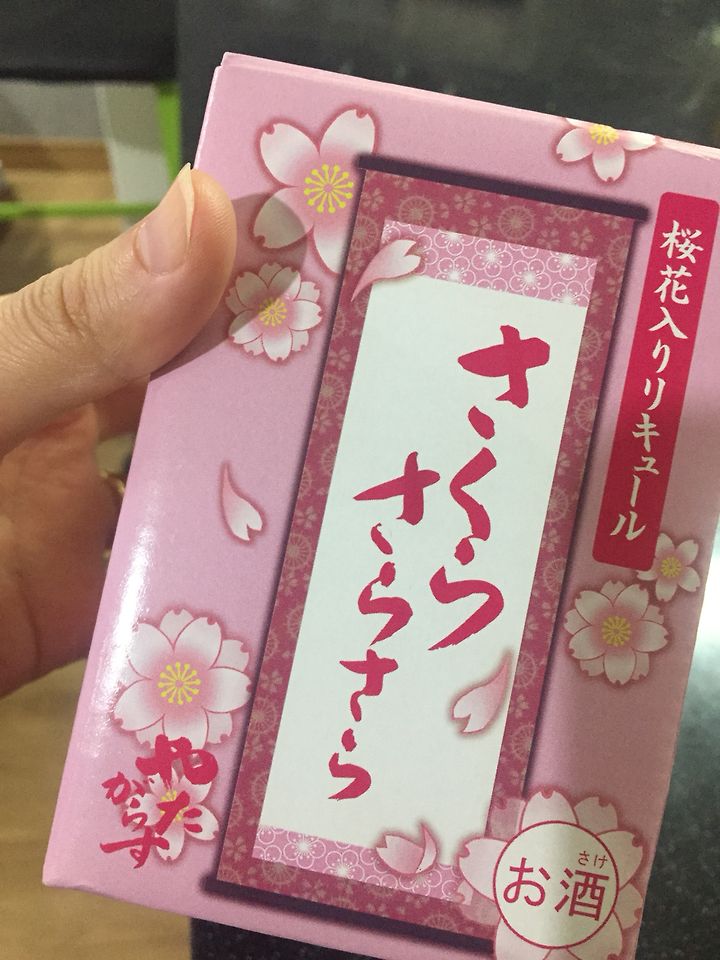 桜花入りリキュール
さくら
さらさら
やた
からす
さけ
お酒